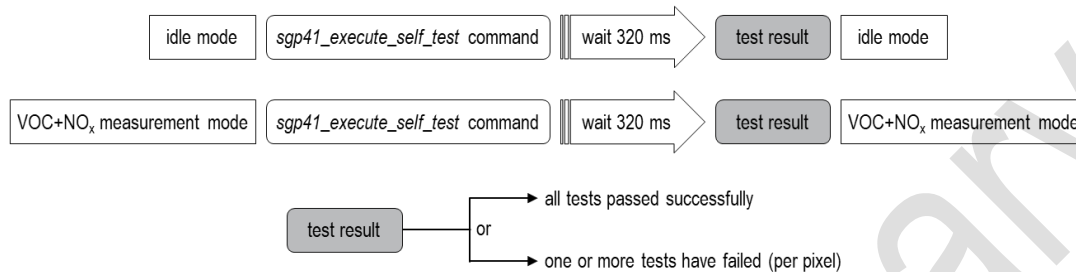 idle mode sgp41_execute_self_test command wait 320 ms test result idle mode
VOC+NOx measurement mode sgp41_execute_self_test command wait 320 ms test result VOC+NOx measurement mode
all tests passed successfully
test result or
one or more tests have failed (per pixel)